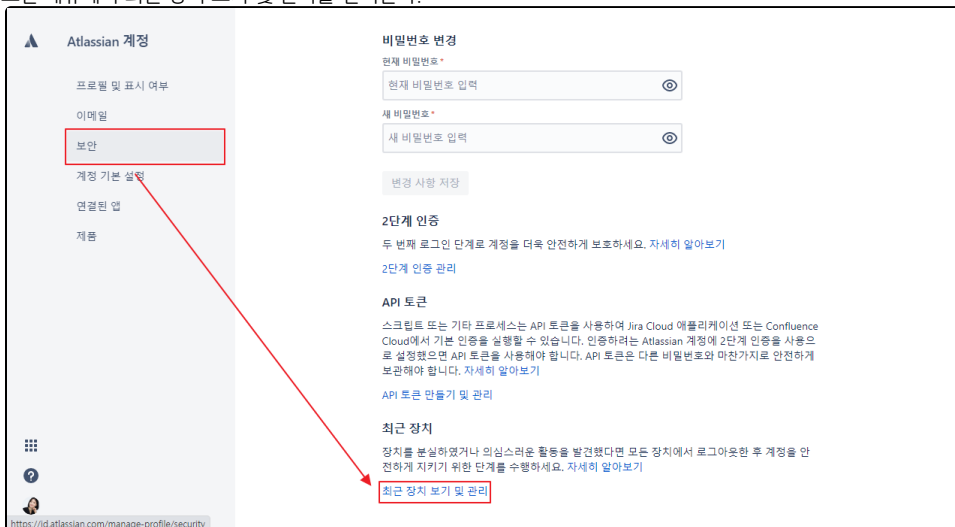 Atlassian 계정
프로필 및 표시 여부
이메일
보안
계정 기본 설정
연결된 앱
제품
https://id.atlassian.com/manage-profile/security
비밀번호 변경
현재 비밀번호 *
현재 비밀번호 입력
새 비밀번호 *
새 비밀번호 입력
변경 사항 저장
2단계 인증
두 번째 로그인 단계로 계정을 더욱 안전하게 보호하세요. 자세히 알아보기
2단계 인증 관리
API 토큰
스크립트 또는 기타 프로세스는 API 토큰을 사용하여 Jira Cloud 애플리케이션 또는 Confluence
Cloud에서 기본 인증을 실행할 수 있습니다. 인증하려는 Atlassian 계정에 2단계 인증을 사용으
로 설정했으면 API 토큰을 사용해야 합니다. API 토큰은 다른 비밀번호와 마찬가지로 안전하게
보관해야 합니다. 자세히 알아보기
API 토큰 만들기 및 관리
최근 장치
장치를 분실하였거나 의심스러운 활동을 발견했다면 모든 장치에서 로그아웃한 후 계정을 안
전하게 지키기 위한 단계를 수행하세요. 자세히 알아보기
최근 장치 보기 및 관리